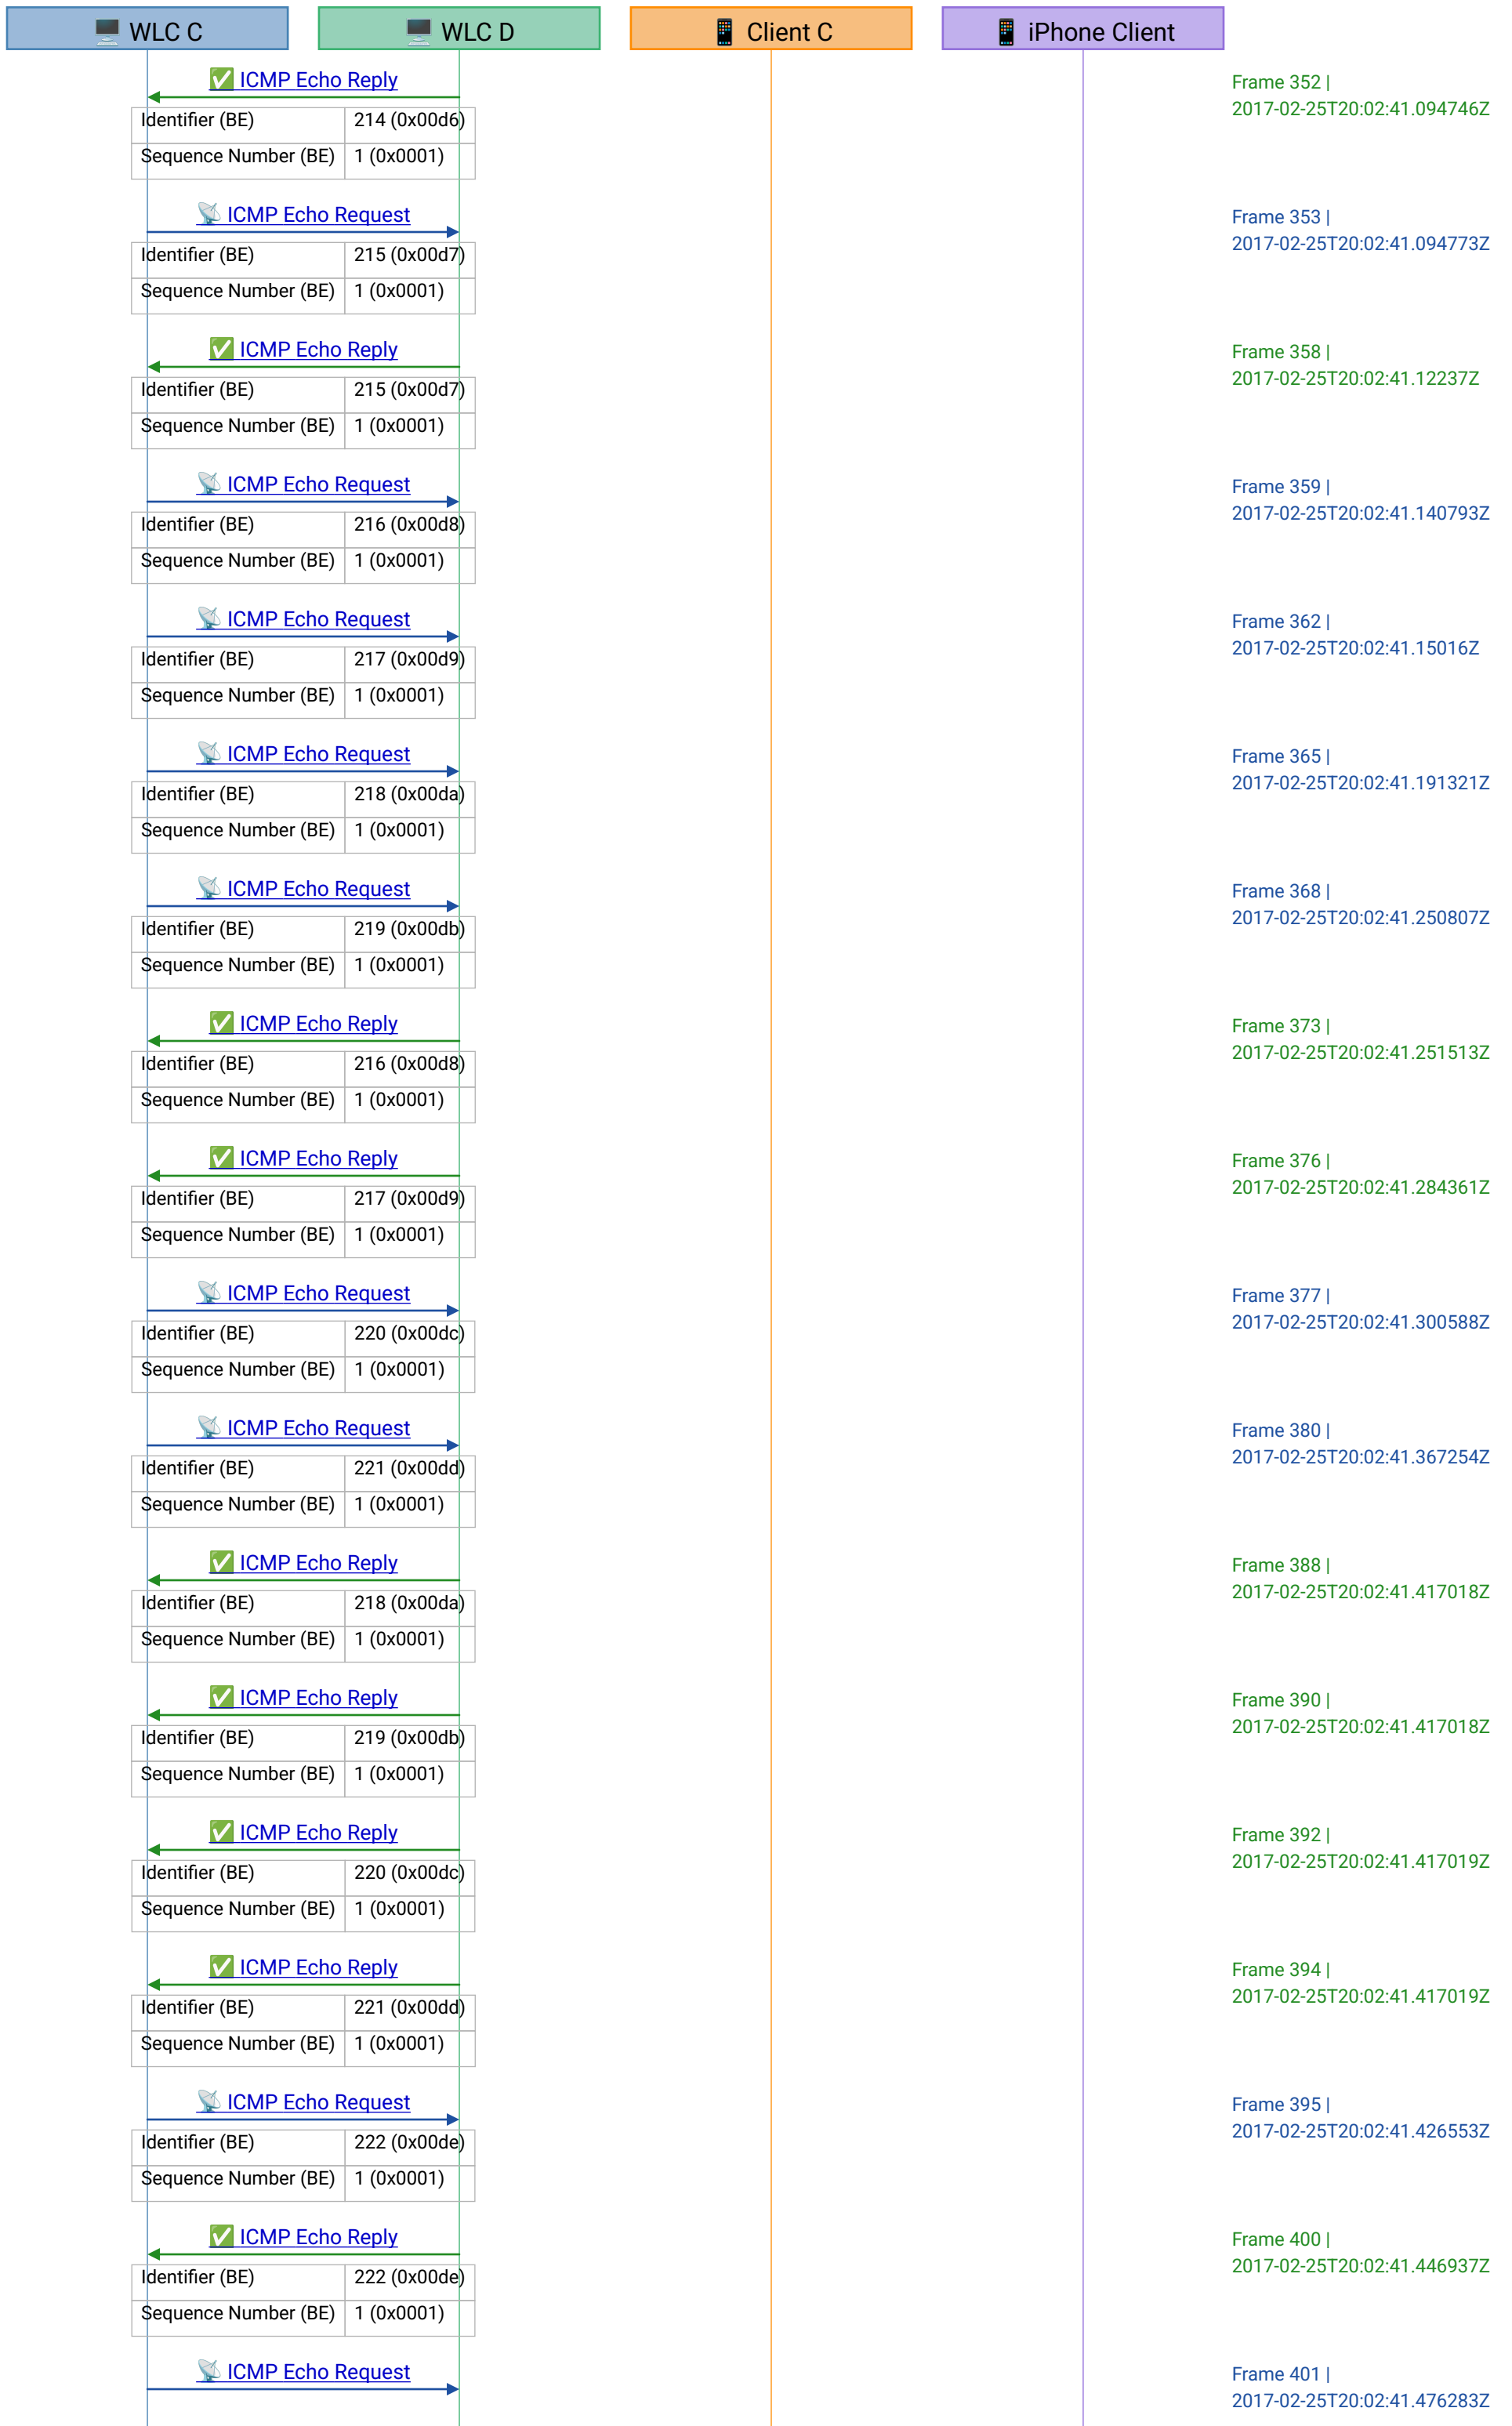 WLC C
WLC D
Client C
iPhone Client
ICMP Echo Reply
Frame 352 |
2017-02-25T20:02:41.094746Z
Identifier (BE) 214 (0x00d6)
Sequence Number (BE) 1 (0x0001)
ICMP Echo Request
Frame 353 |
2017-02-25T20:02:41.094773Z
Identifier (BE) 215 (0x00d7)
Sequence Number (BE) 1 (0x0001)
ICMP Echo Reply
Frame 358 |
2017-02-25T20:02:41.12237Z
Identifier (BE) 215 (0x00d7)
Sequence Number (BE) 1 (0x0001)
ICMP Echo Request
Frame 359 |
2017-02-25T20:02:41.140793Z
Identifier (BE) 216 (0x00d8)
Sequence Number (BE) 1 (0x0001)
ICMP Echo Request
Frame 362 |
2017-02-25T20:02:41.15016Z
Identifier (BE) 217 (0x00d9)
Sequence Number (BE) 1 (0x0001)
ICMP Echo Request
Frame 365 |
2017-02-25T20:02:41.191321Z
Identifier (BE) 218 (0x00da)
Sequence Number (BE) 1 (0x0001)
ICMP Echo Request
Frame 368 |
2017-02-25T20:02:41.250807Z
Identifier (BE) 219 (0x00db)
Sequence Number (BE) 1 (0x0001)
ICMP Echo Reply
Frame 373 |
2017-02-25T20:02:41.251513Z
Identifier (BE) 216 (0x00d8)
Sequence Number (BE) 1 (0x0001)
ICMP Echo Reply
Frame 376 |
2017-02-25T20:02:41.284361Z
Identifier (BE) 217 (0x00d9)
Sequence Number (BE) 1 (0x0001)
ICMP Echo Request
Frame 377 |
2017-02-25T20:02:41.300588Z
Identifier (BE) 220 (0x00dc)
Sequence Number (BE) 1 (0x0001)
ICMP Echo Request
Frame 380 |
2017-02-25T20:02:41.367254Z
Identifier (BE) 221 (0x00dd)
Sequence Number (BE) 1 (0x0001)
ICMP Echo Reply
Frame 388 |
2017-02-25T20:02:41.417018Z
Identifier (BE) 218 (0x00da)
Sequence Number (BE) 1 (0x0001)
ICMP Echo Reply
Frame 390 |
2017-02-25T20:02:41.417018Z
Identifier (BE) 219 (0x00db)
Sequence Number (BE) 1 (0x0001)
ICMP Echo Reply
Frame 392 |
2017-02-25T20:02:41.417019Z
Identifier (BE) 220 (0x00dc)
Sequence Number (BE) 1 (0x0001)
ICMP Echo Reply
Frame 394 |
2017-02-25T20:02:41.417019Z
Identifier (BE) 221 (0x00dd)
Sequence Number (BE) 1 (0x0001)
ICMP Echo Request
Frame 395 |
2017-02-25T20:02:41.426553Z
Identifier (BE) 222 (0x00de)
Sequence Number (BE) 1 (0x0001)
ICMP Echo Reply
Frame 400 |
2017-02-25T20:02:41.446937Z
Identifier (BE) 222 (0x00de)
Sequence Number (BE) 1 (0x0001)
ICMP Echo Request
Frame 401 |
2017-02-25T20:02:41.476283Z